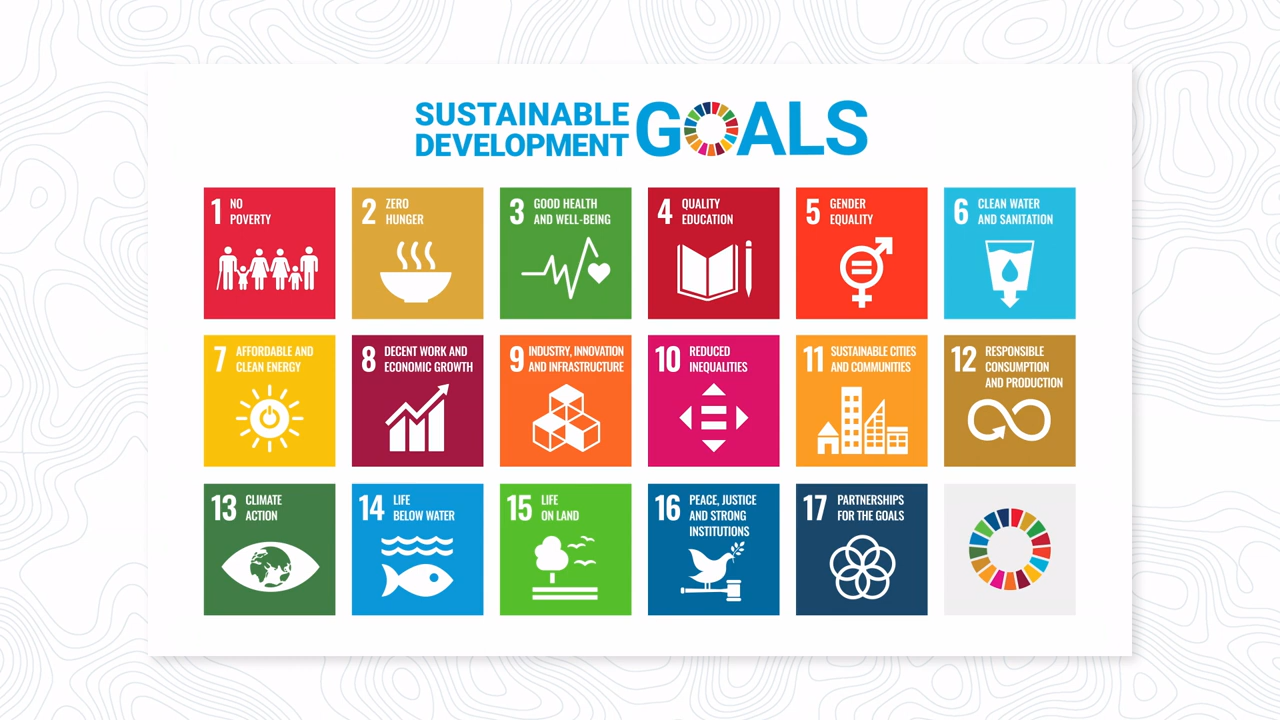 SUSTAINABLE
DEVELOPMENT
GOALS
1 NO
POVERTY
2 ZERO
HUNGER
3 GOOD HEALTH
AND WELL-BEING
4 QUALITY
EDUCATION
5 GENDER
EQUALITY
6 CLEAN WATER
AND SANITATION
7 AFFORDABLE AND
CLEAN ENERGY
8 DECENT WORK AND
ECONOMIC GROWTH
9 INDUSTRY, INNOVATION
AND INFRASTRUCTURE
10 REDUCED
INEQUALITIES
11 SUSTAINABLE CITIES
AND COMMUNITIES
12 RESPONSIBLE
CONSUMPTION
AND PRODUCTION
13 CLIMATE
ACTION
14 LIFE
BELOW WATER
15 LIFE
ON LAND
16 PEACE, JUSTICE
AND STRONG
INSTITUTIONS
17 PARTNERSHIPS
FOR THE GOALS